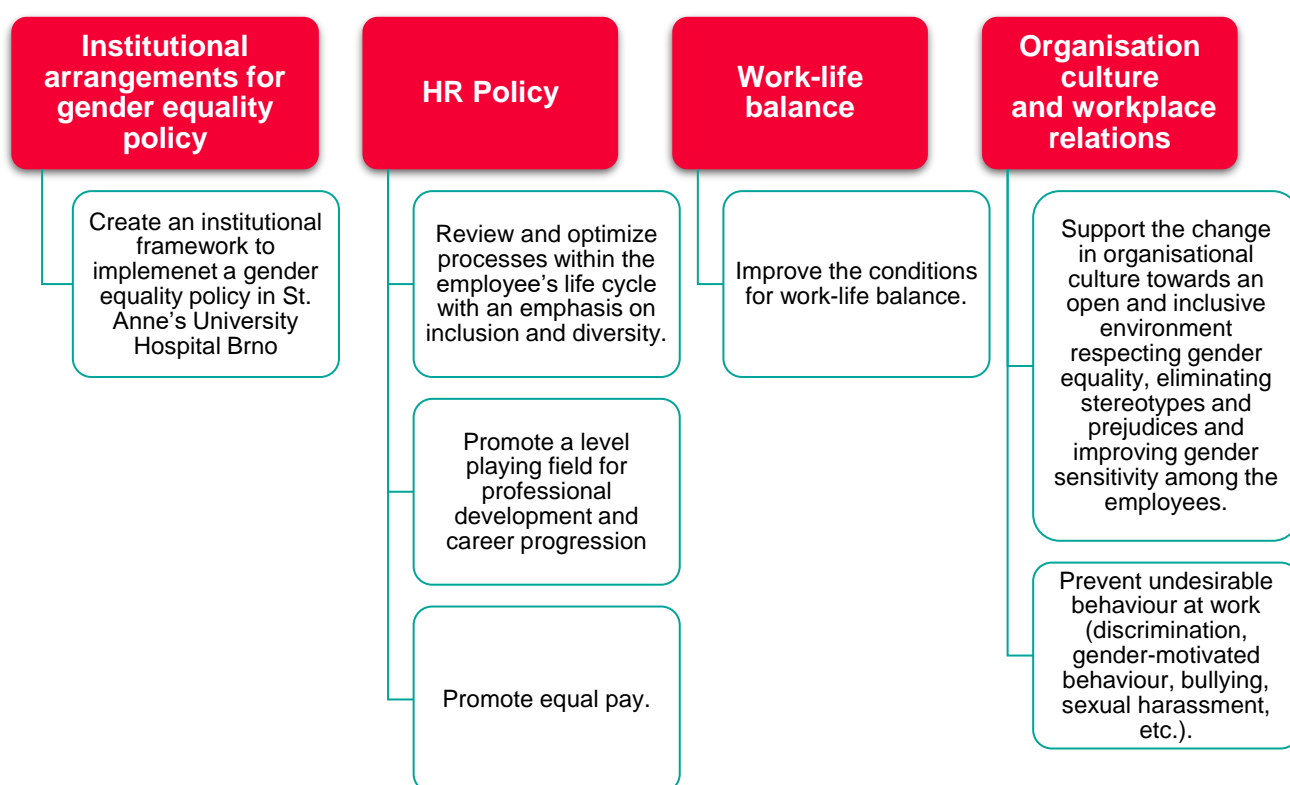 Institutional
arrangements for
gender equality
policy
Create an institutional
framework to
implemenet a gender
equality policy in St.
Anne’s University
Hospital Brno
HR Policy
Review and optimize
processes within the
employee’s life cycle
with an emphasis on
inclusion and diversity.
Promote a level
playing field for
professional
development and
career progression
Promote equal pay.
Work-life
balance
Improve the conditions
for work-life balance.
Organisation
culture
and workplace
relations
Support the change
in organisational
culture towards an
open and inclusive
environment
respecting gender
equality, eliminating
stereotypes and
prejudices and
improving gender
sensitivity among the
employees.
Prevent undesirable
behaviour at work
(discrimination,
gender-motivated
behaviour, bullying,
sexual harassment,
etc.).